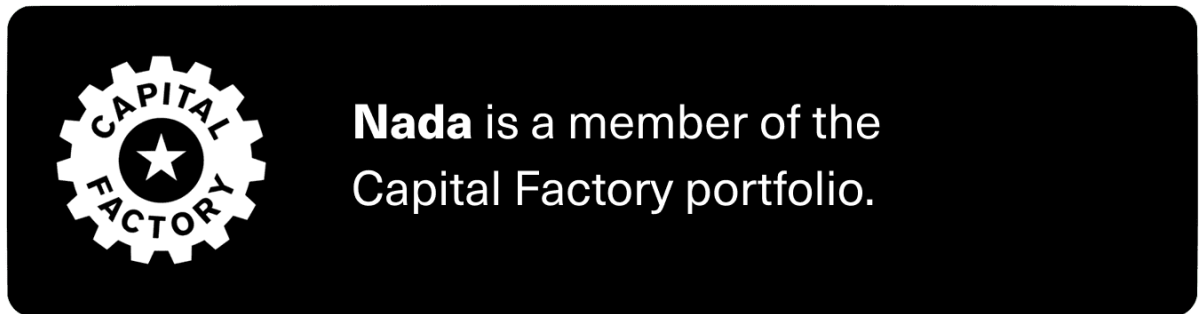 CAPITAL
FACTORY
Nada is a member of the
Capital Factory portfolio.